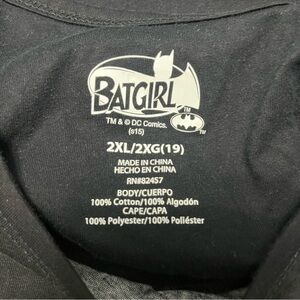 BATGIRL
TM
TM & © DC Comics.
(s15)
2XL/2XG(19)
MADE IN CHINA
HECHO EN CHINA
RN#82457
BODY/CUERPO
100% Cotton/100% Algodón
CAPE/CAPA
100% Polyester/100% Poliéster